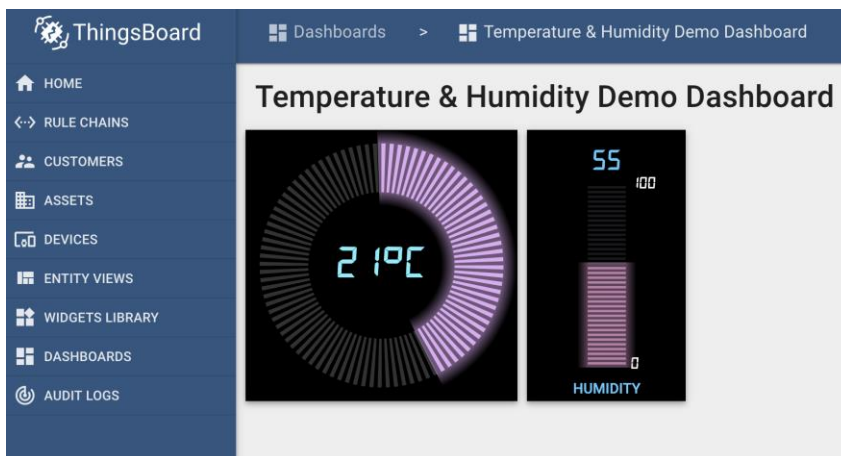 ThingsBoard
Dashboards > Temperature & Humidity Demo Dashboard
HOME
RULE CHAINS
CUSTOMERS
ASSETS
DEVICES
ENTITY VIEWS
WIDGETS LIBRARY
DASHBOARDS
AUDIT LOGS
Temperature & Humidity Demo Dashboard
21°C
55
100
0
HUMIDITY